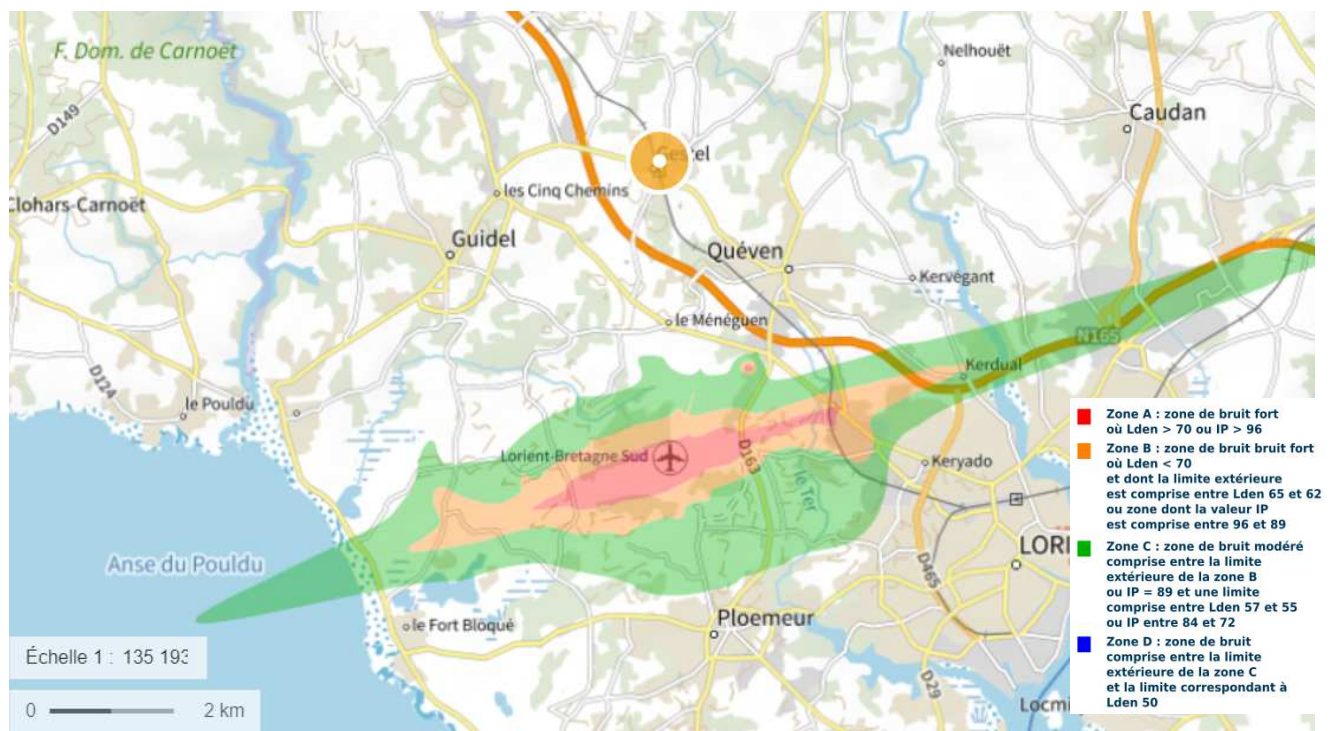 F. Dom. de Carnoët
Nelhouët
D149
Caudan
Gestel
les Cinq Chemins
Clohars-Carnoët
Guidel
Quéven
Kervégant
le Ménéguen
N165
Kerdual
D124
le Pouldu
Lorient-Bretagne Sud
D163
Keryado
le Ter
Anse du Pouldu
LORI
D465
le Fort Bloqué
Ploemeur
D29
Locmi
Échelle 1 : 135 193
0 2 km
Zone A : zone de bruit fort
où Lden > 70 ou IP > 96
Zone B : zone de bruit bruit fort
où Lden < 70
et dont la limite extérieure
est comprise entre Lden 65 et 62
ou zone dont la valeur IP
est comprise entre 96 et 89
Zone C : zone de bruit modéré
comprise entre la limite
extérieure de la zone B
ou IP = 89 et une limite
comprise entre Lden 57 et 55
ou IP entre 84 et 72
Zone D : zone de bruit
comprise entre la limite
extérieure de la zone C
et la limite correspondant à
Lden 50